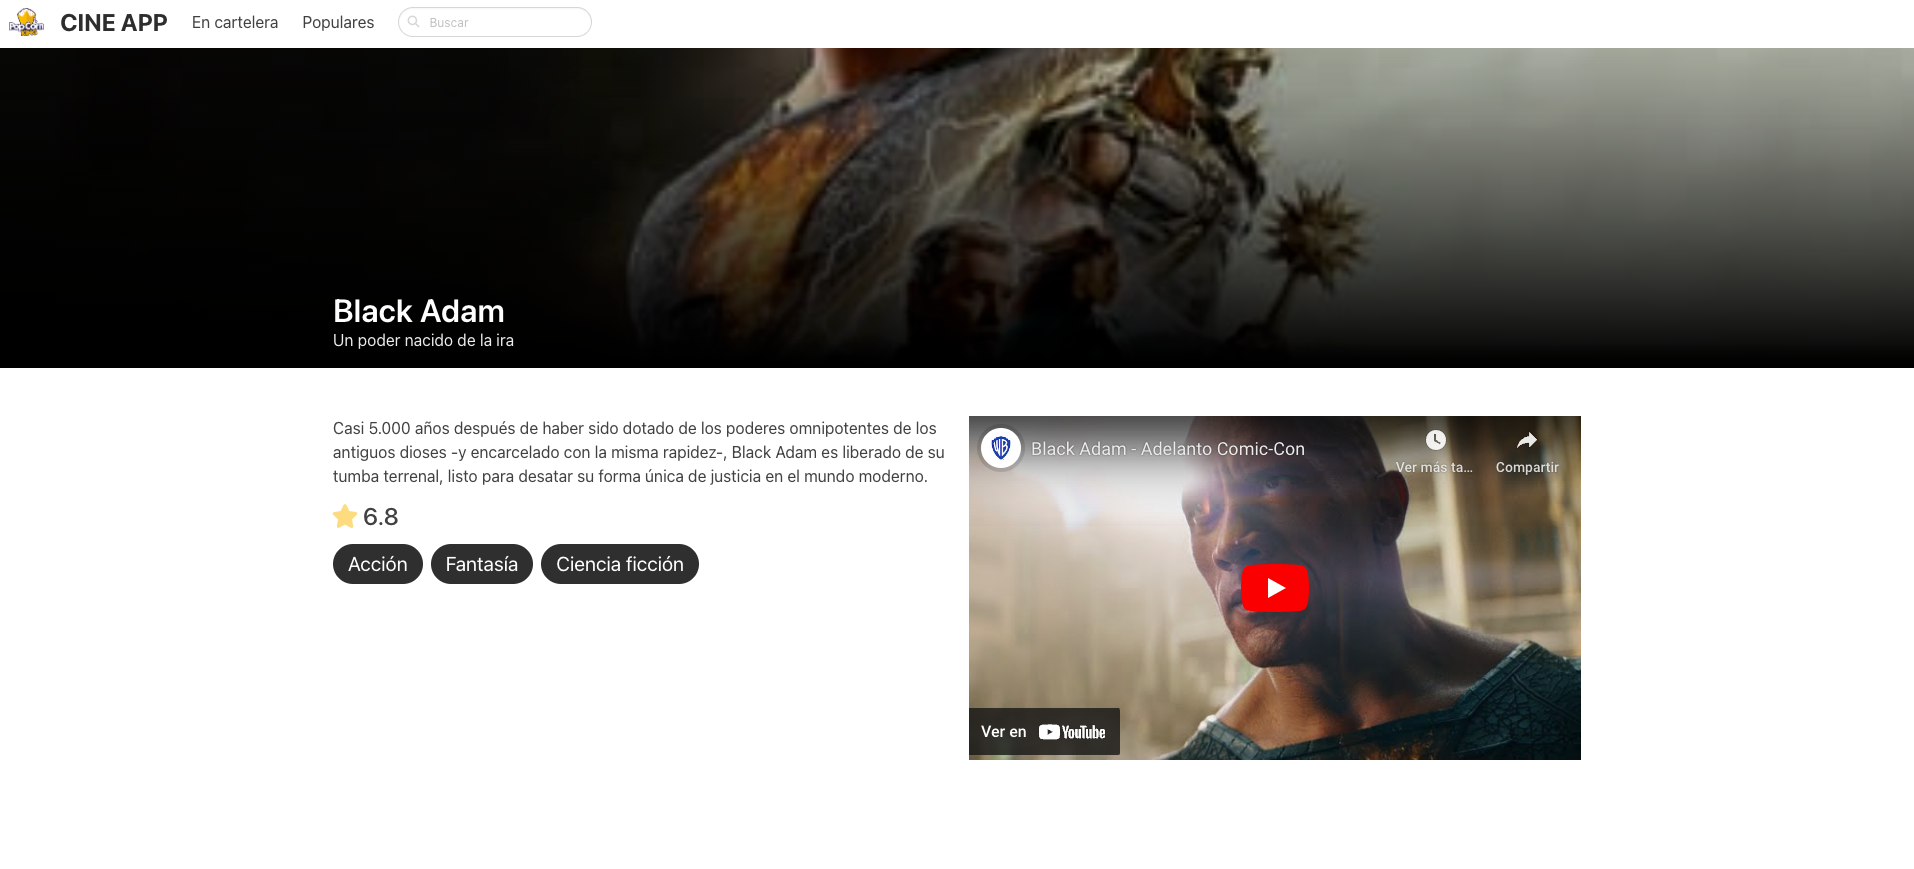 CINE APP
En cartelera
Populares
Buscar
Black Adam
Un poder nacido de la ira
Casi 5.000 años después de haber sido dotado de los poderes omnipotentes de los
antiguos dioses -y encarcelado con la misma rapidez-, Black Adam es liberado de su
tumba terrenal, listo para desatar su forma única de justicia en el mundo moderno.
6.8
Acción
Fantasía
Ciencia ficción
Black Adam - Adelanto Comic-Con
Ver más ta...
Compartir
Ver en YouTube